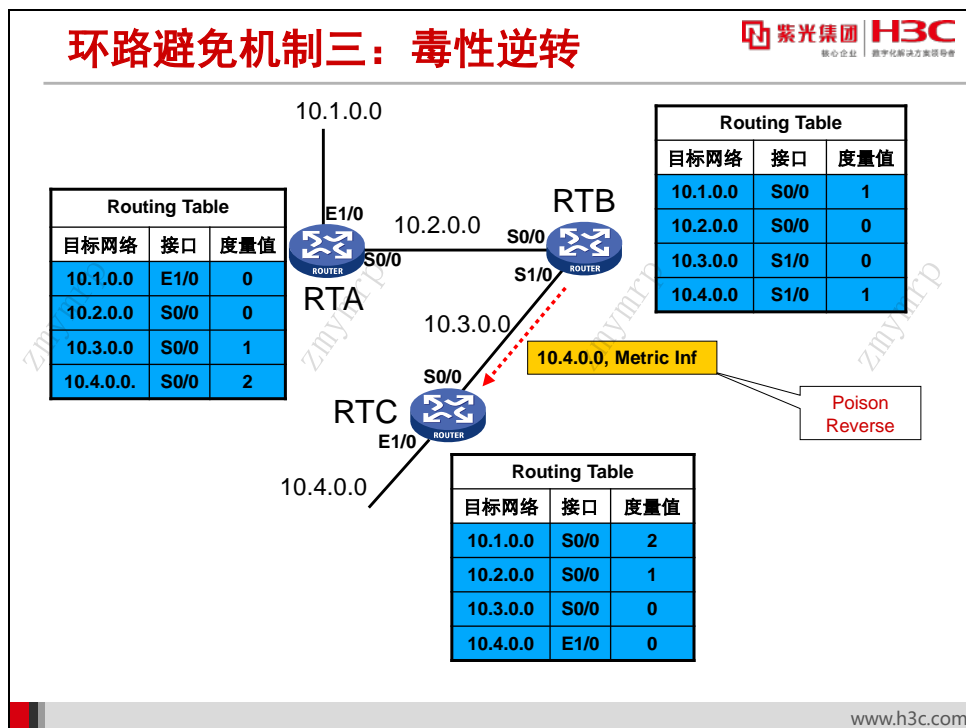 环路避免机制三：毒性逆转
紫光集团 H3C
核心企业 数字化解决方案领导者
10.1.0.0
Routing Table
目标网络 接口 度量值
10.1.0.0 S0/0 1
10.2.0.0 S0/0 0
10.3.0.0 S1/0 0
10.4.0.0 S1/0 1
Routing Table
目标网络 接口 度量值
10.1.0.0 E1/0 0
10.2.0.0 S0/0 0
10.3.0.0 S0/0 1
10.4.0.0. S0/0 2
E1/0
ROUTER
S0/0
RTA
10.2.0.0
RTB
S0/0
ROUTER
S1/0
10.3.0.0
10.4.0.0, Metric Inf
Poison
Reverse
S0/0
RTC
ROUTER
E1/0
10.4.0.0
Routing Table
目标网络 接口 度量值
10.1.0.0 S0/0 2
10.2.0.0 S0/0 1
10.3.0.0 S0/0 0
10.4.0.0 E1/0 0
zmymrp
zmymrp
zmymrp
zmymrp
www.h3c.com